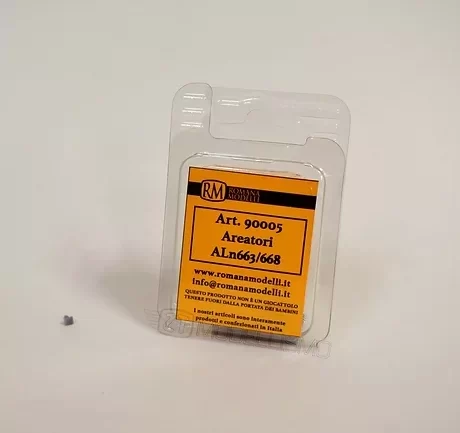 RM ROMANA
MODELLI
Art. 90005
Areatori
ALn663/668
www.romanamodelli.it
info@romanamodelli.it
QUESTO PRODOTTO NON È UN GIOCATTOLO
TENERE FUORI DALLA PORTATA DEI BAMBINI
I nostri articoli sono interamente
prodotti e confezionati in Italia